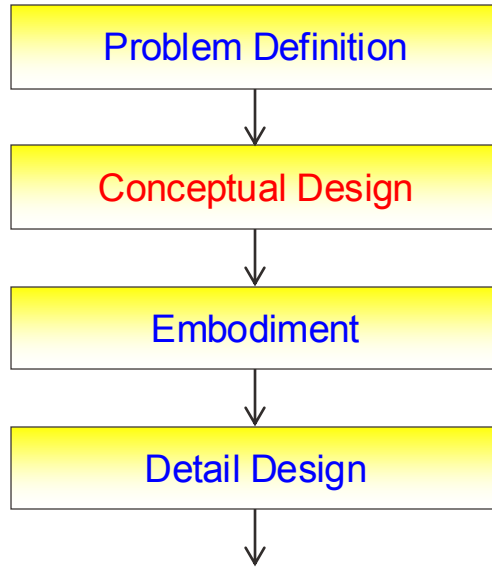 Problem Definition
Conceptual Design
Embodiment
Detail Design